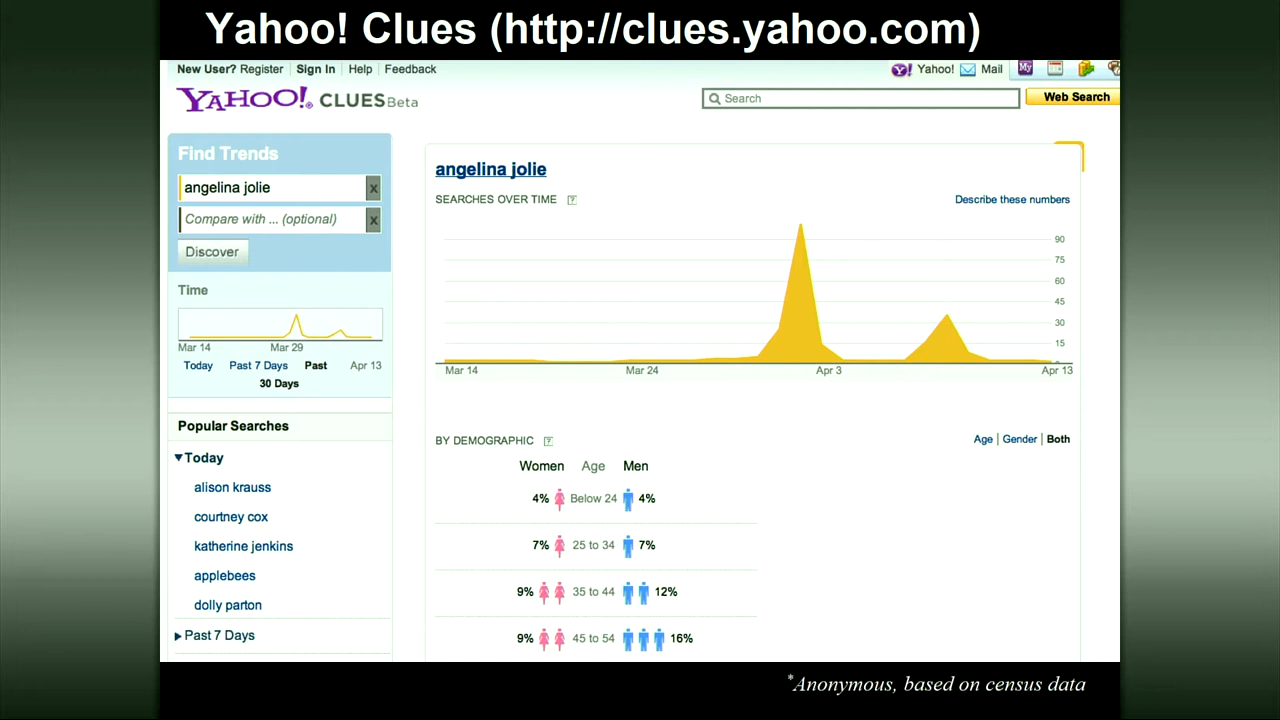 Yahoo! Clues (http://clues.yahoo.com)
New User? Register | Sign In | Help | Feedback
Yahoo! Mail My
YAHOO!® CLUES Beta
Search
Web Search
Find Trends
angelina jolie x
Compare with ... (optional) x
Discover
Time
Mar 14 Mar 29
Today Past 7 Days Past Apr 13
30 Days
Popular Searches
Today
alison krauss
courtney cox
katherine jenkins
applebees
dolly parton
Past 7 Days
angelina jolie
SEARCHES OVER TIME ? Describe these numbers
90
75
60
45
30
15
Mar 14 Mar 24 Apr 3 Apr 13
BY DEMOGRAPHIC ? Age | Gender | Both
Women Age Men
4% Below 24 4%
7% 25 to 34 7%
9% 35 to 44 12%
9% 45 to 54 16%
*Anonymous, based on census data